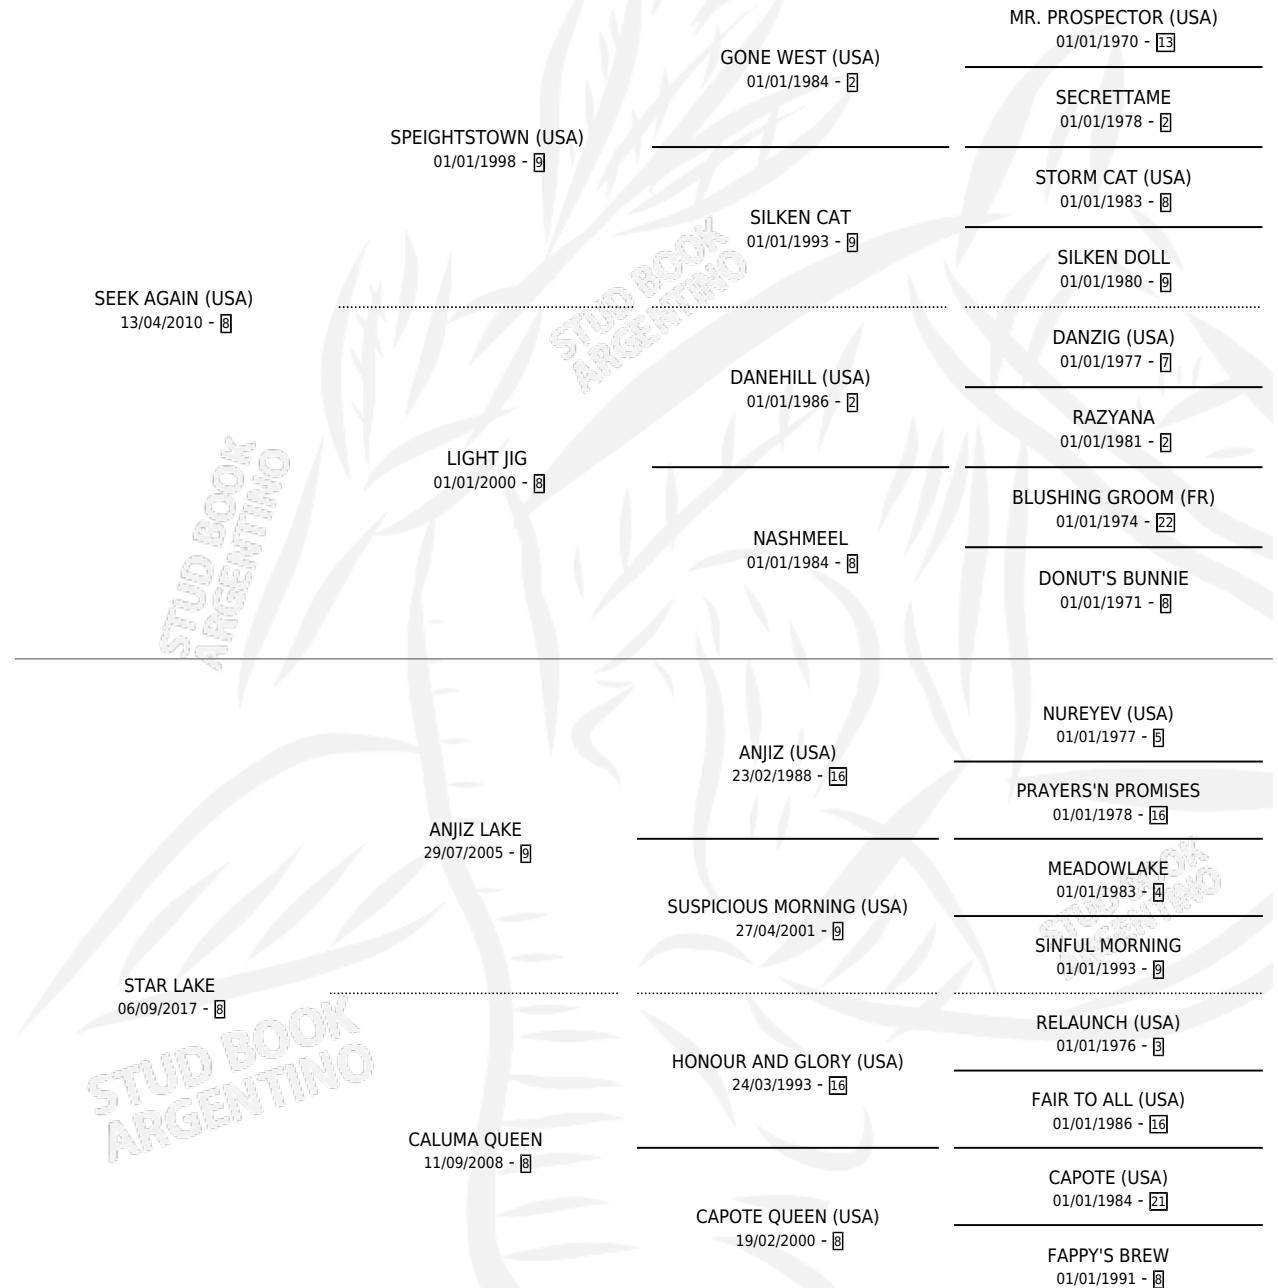 MR. PROSPECTOR (USA)
01/01/1970 - 13
GONE WEST (USA)
01/01/1984 - 2
SECRETTAME
01/01/1978 - 2
SPEIGHTSTOWN (USA)
01/01/1998 - 9
STORM CAT (USA)
01/01/1983 - 8
SILKEN CAT
01/01/1993 - 9
SILKEN DOLL
01/01/1980 - 9
SEEK AGAIN (USA)
13/04/2010 - 8
DANZIG (USA)
01/01/1977 - 7
DANEHILL (USA)
01/01/1986 - 2
RAZYANA
01/01/1981 - 2
LIGHT JIG
01/01/2000 - 8
BLUSHING GROOM (FR)
01/01/1974 - 22
NASHMEEL
01/01/1984 - 8
DONUT'S BUNNIE
01/01/1971 - 8
NUREYEV (USA)
01/01/1977 - 5
ANJIZ (USA)
23/02/1988 - 16
PRAYERS'N PROMISES
01/01/1978 - 16
ANJIZ LAKE
29/07/2005 - 9
MEADOWLAKE
01/01/1983 - 4
SUSPICIOUS MORNING (USA)
27/04/2001 - 9
SINFUL MORNING
01/01/1993 - 9
STAR LAKE
06/09/2017 - 8
RELAUNCH (USA)
01/01/1976 - 3
HONOUR AND GLORY (USA)
24/03/1993 - 16
FAIR TO ALL (USA)
01/01/1986 - 16
CALUMA QUEEN
11/09/2008 - 8
CAPOTE (USA)
01/01/1984 - 21
CAPOTE QUEEN (USA)
19/02/2000 - 8
FAPPY'S BREW
01/01/1991 - 8
STUD BOOK
ARGENTINO
STUD BOOK
ARGENTINO
STUD BOOK
ARGENTINO
STUD BOOK
ARGENTINO